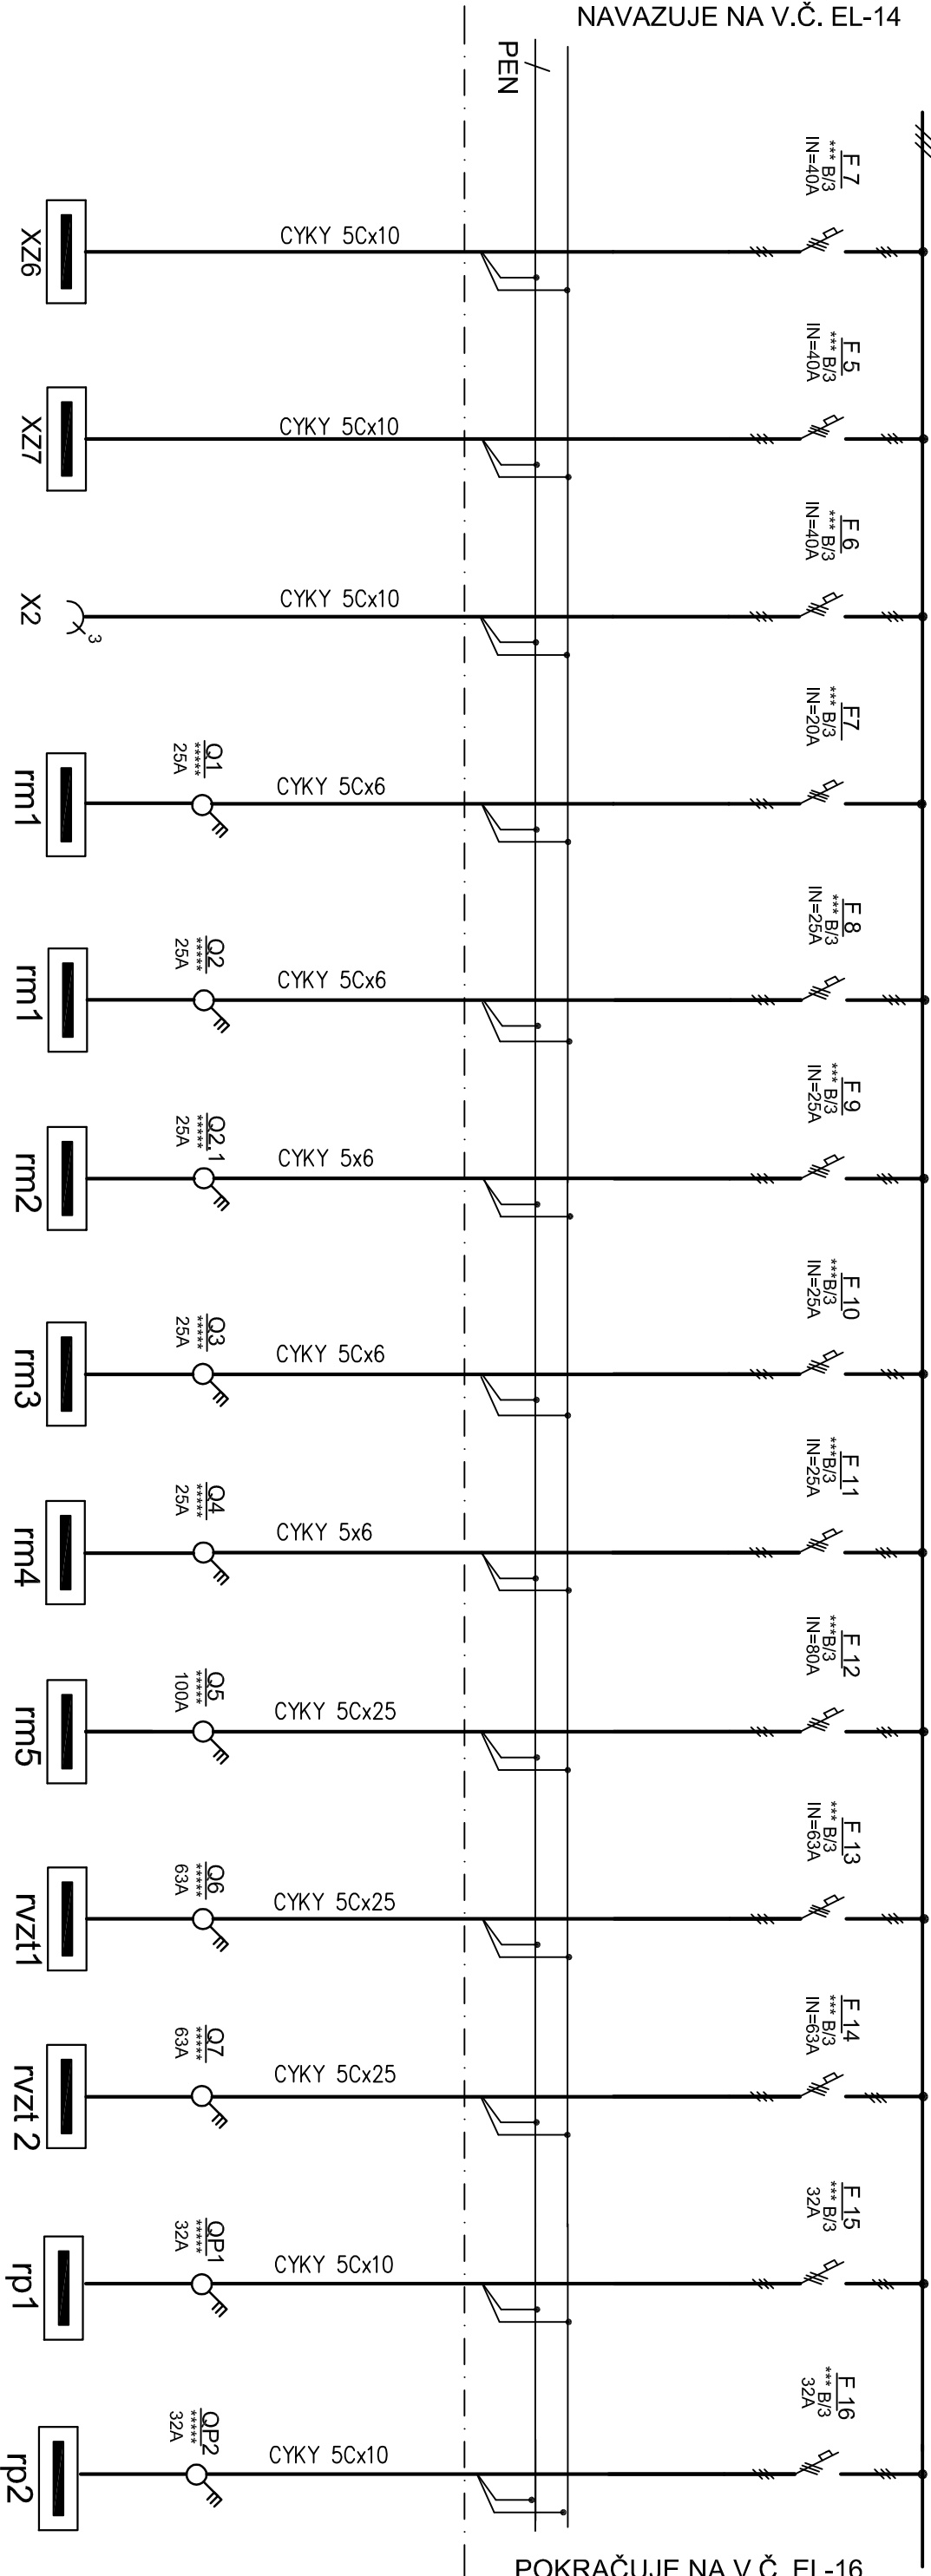 NAVAZUJE NA V.Č. EL-14
PEN
F 7
*** B/3
IN=40A
CYKY 5Cx10
XZ6
F 5
*** B/3
IN=40A
CYKY 5Cx10
XZ7
F 6
*** B/3
IN=40A
CYKY 5Cx10
3
X2
F7
*** B/3
IN=20A
CYKY 5Cx6
Q1
*****
25A
rm1
F 8
*** B/3
IN=25A
CYKY 5Cx6
Q2
*****
25A
rm1
F 9
*** B/3
IN=25A
CYKY 5x6
Q2.1
*****
25A
rm2
F 10
***B/3
IN=25A
CYKY 5Cx6
Q3
*****
25A
rm3
F 11
***B/3
IN=25A
CYKY 5x6
Q4
*****
25A
rm4
F 12
***B/3
IN=80A
CYKY 5Cx25
Q5
*****
100A
rm5
F 13
*** B/3
IN=63A
CYKY 5Cx25
Q6
*****
63A
rvzt1
F 14
*** B/3
IN=63A
CYKY 5Cx25
Q7
*****
63A
rvzt 2
F 15
*** B/3
32A
CYKY 5Cx10
QP1
*****
32A
rp1
F 16
*** B/3
32A
CYKY 5Cx10
QP2
*****
32A
rp2
POKRAČUJE NA V.Č. EL-16